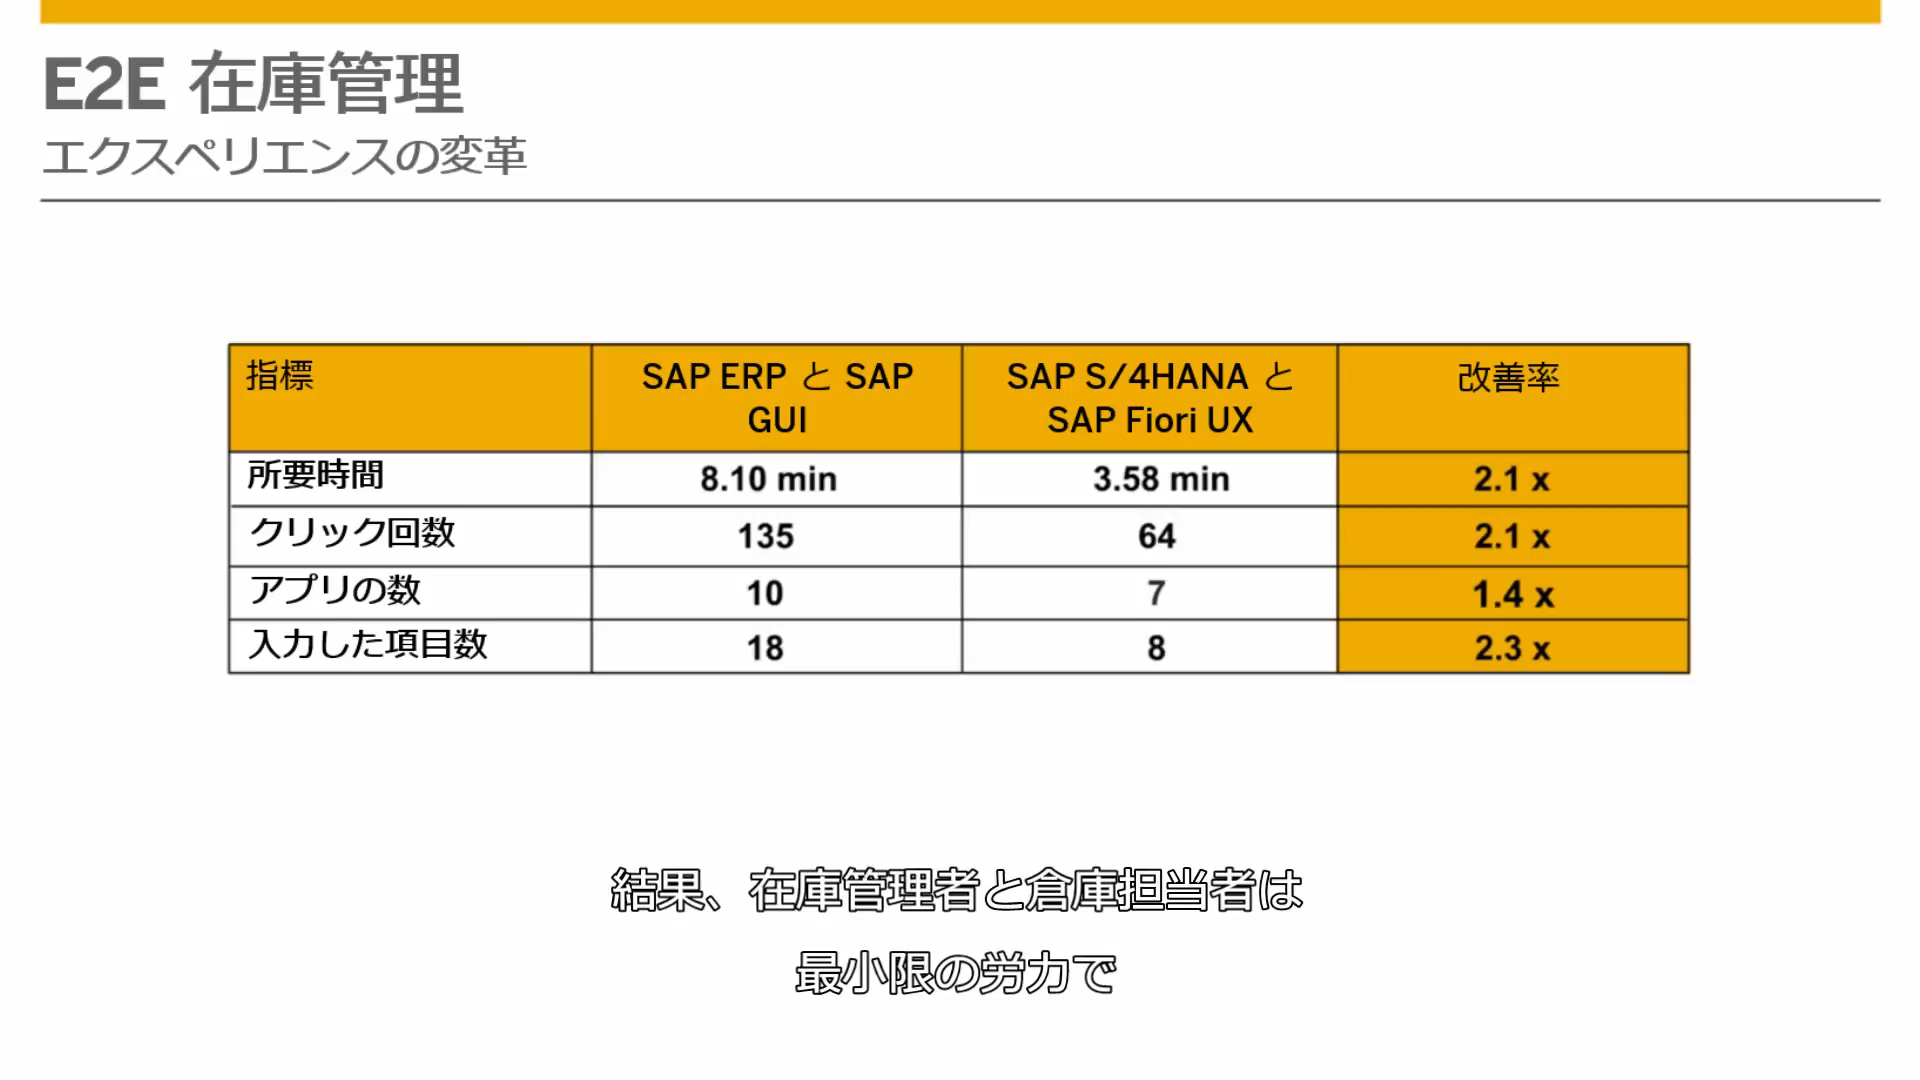 E2E 在庫管理
エクスペリエンスの変革
指標
SAP ERP と SAP
GUI
SAP S/4HANA と
SAP Fiori UX
改善率
所要時間
8.10 min
3.58 min
2.1 x
クリック回数
135
64
2.1 x
アプリの数
10
7
1.4 x
入力した項目数
18
8
2.3 x
結果、在庫管理者と倉庫担当者は
最小限の労力で